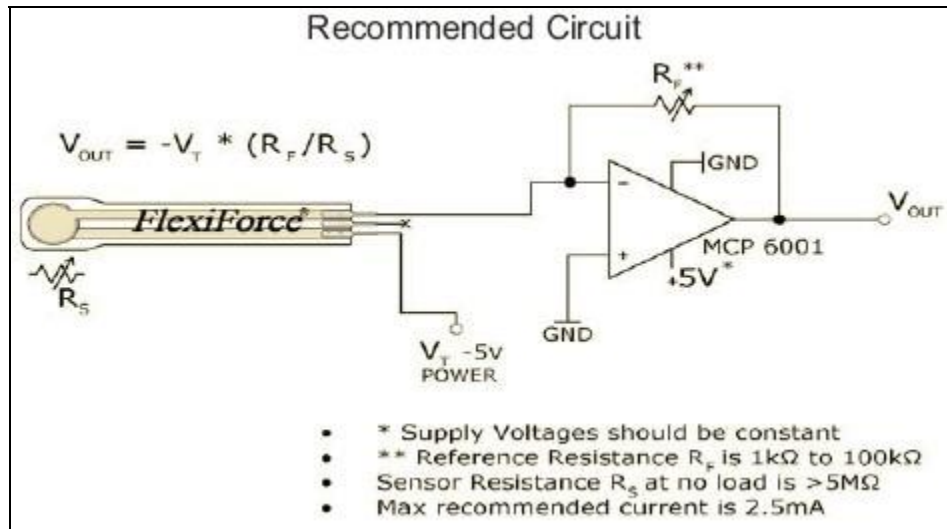 Recommended Circuit
R_F**
V_OUT = -V_T * (R_F/R_S)
GND
FlexiForce®
−
V_OUT
MCP 6001
+
+5V*
R_S
GND
V_T -5v
POWER
• * Supply Voltages should be constant
• ** Reference Resistance R_F is 1kΩ to 100kΩ
• Sensor Resistance R_S at no load is >5MΩ
• Max recommended current is 2.5mA